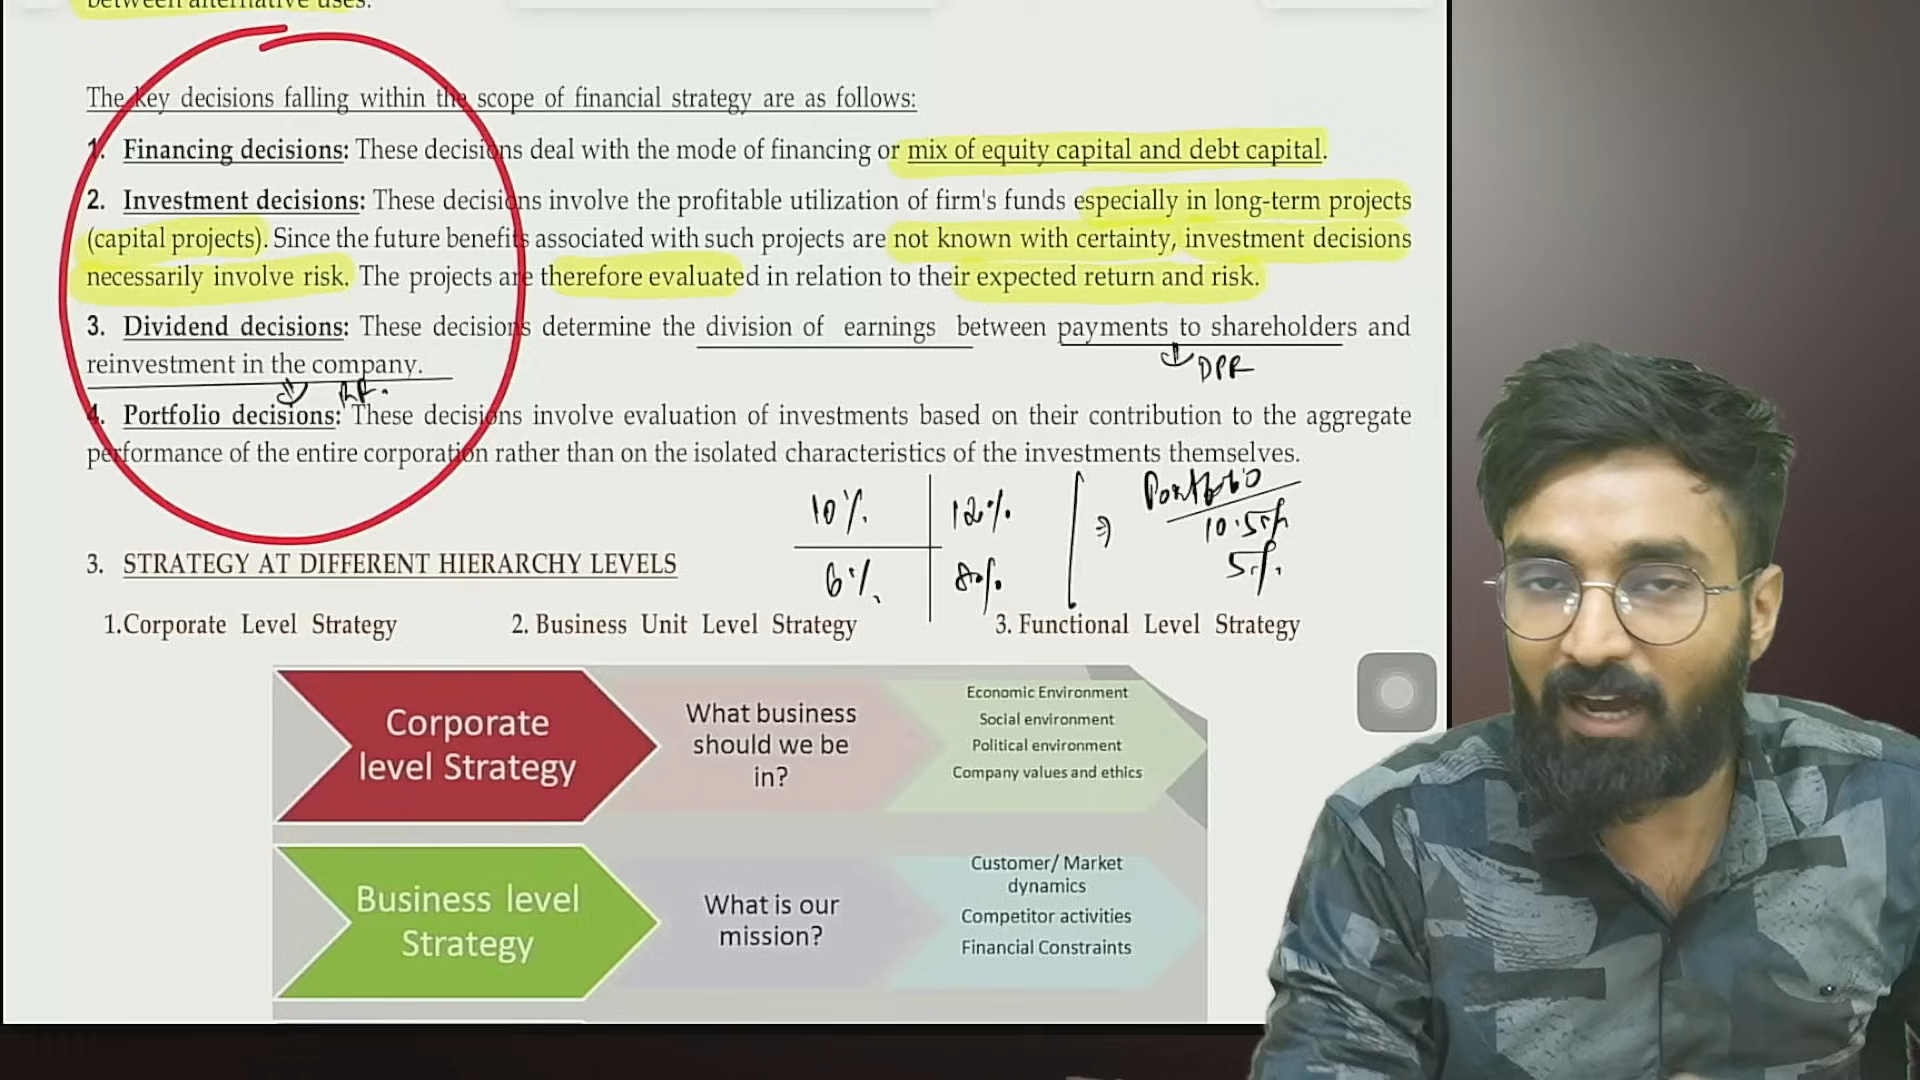 between alternative uses.
The key decisions falling within the scope of financial strategy are as follows:
1. Financing decisions: These decisions deal with the mode of financing or mix of equity capital and debt capital.
2. Investment decisions: These decisions involve the profitable utilization of firm's funds especially in long-term projects
(capital projects). Since the future benefits associated with such projects are not known with certainty, investment decisions
necessarily involve risk. The projects are therefore evaluated in relation to their expected return and risk.
3. Dividend decisions: These decisions determine the division of earnings between payments to shareholders and
reinvestment in the company.
DPR
4. Portfolio decisions: These decisions involve evaluation of investments based on their contribution to the aggregate
performance of the entire corporation rather than on the isolated characteristics of the investments themselves.
10% 12% Portfolio
10.5%
6% 8% 5%
3. STRATEGY AT DIFFERENT HIERARCHY LEVELS
1.Corporate Level Strategy 2. Business Unit Level Strategy 3. Functional Level Strategy
Corporate
level Strategy
What business
should we be
in?
Economic Environment
Social environment
Political environment
Company values and ethics
Business level
Strategy
What is our
mission?
Customer/ Market
dynamics
Competitor activities
Financial Constraints